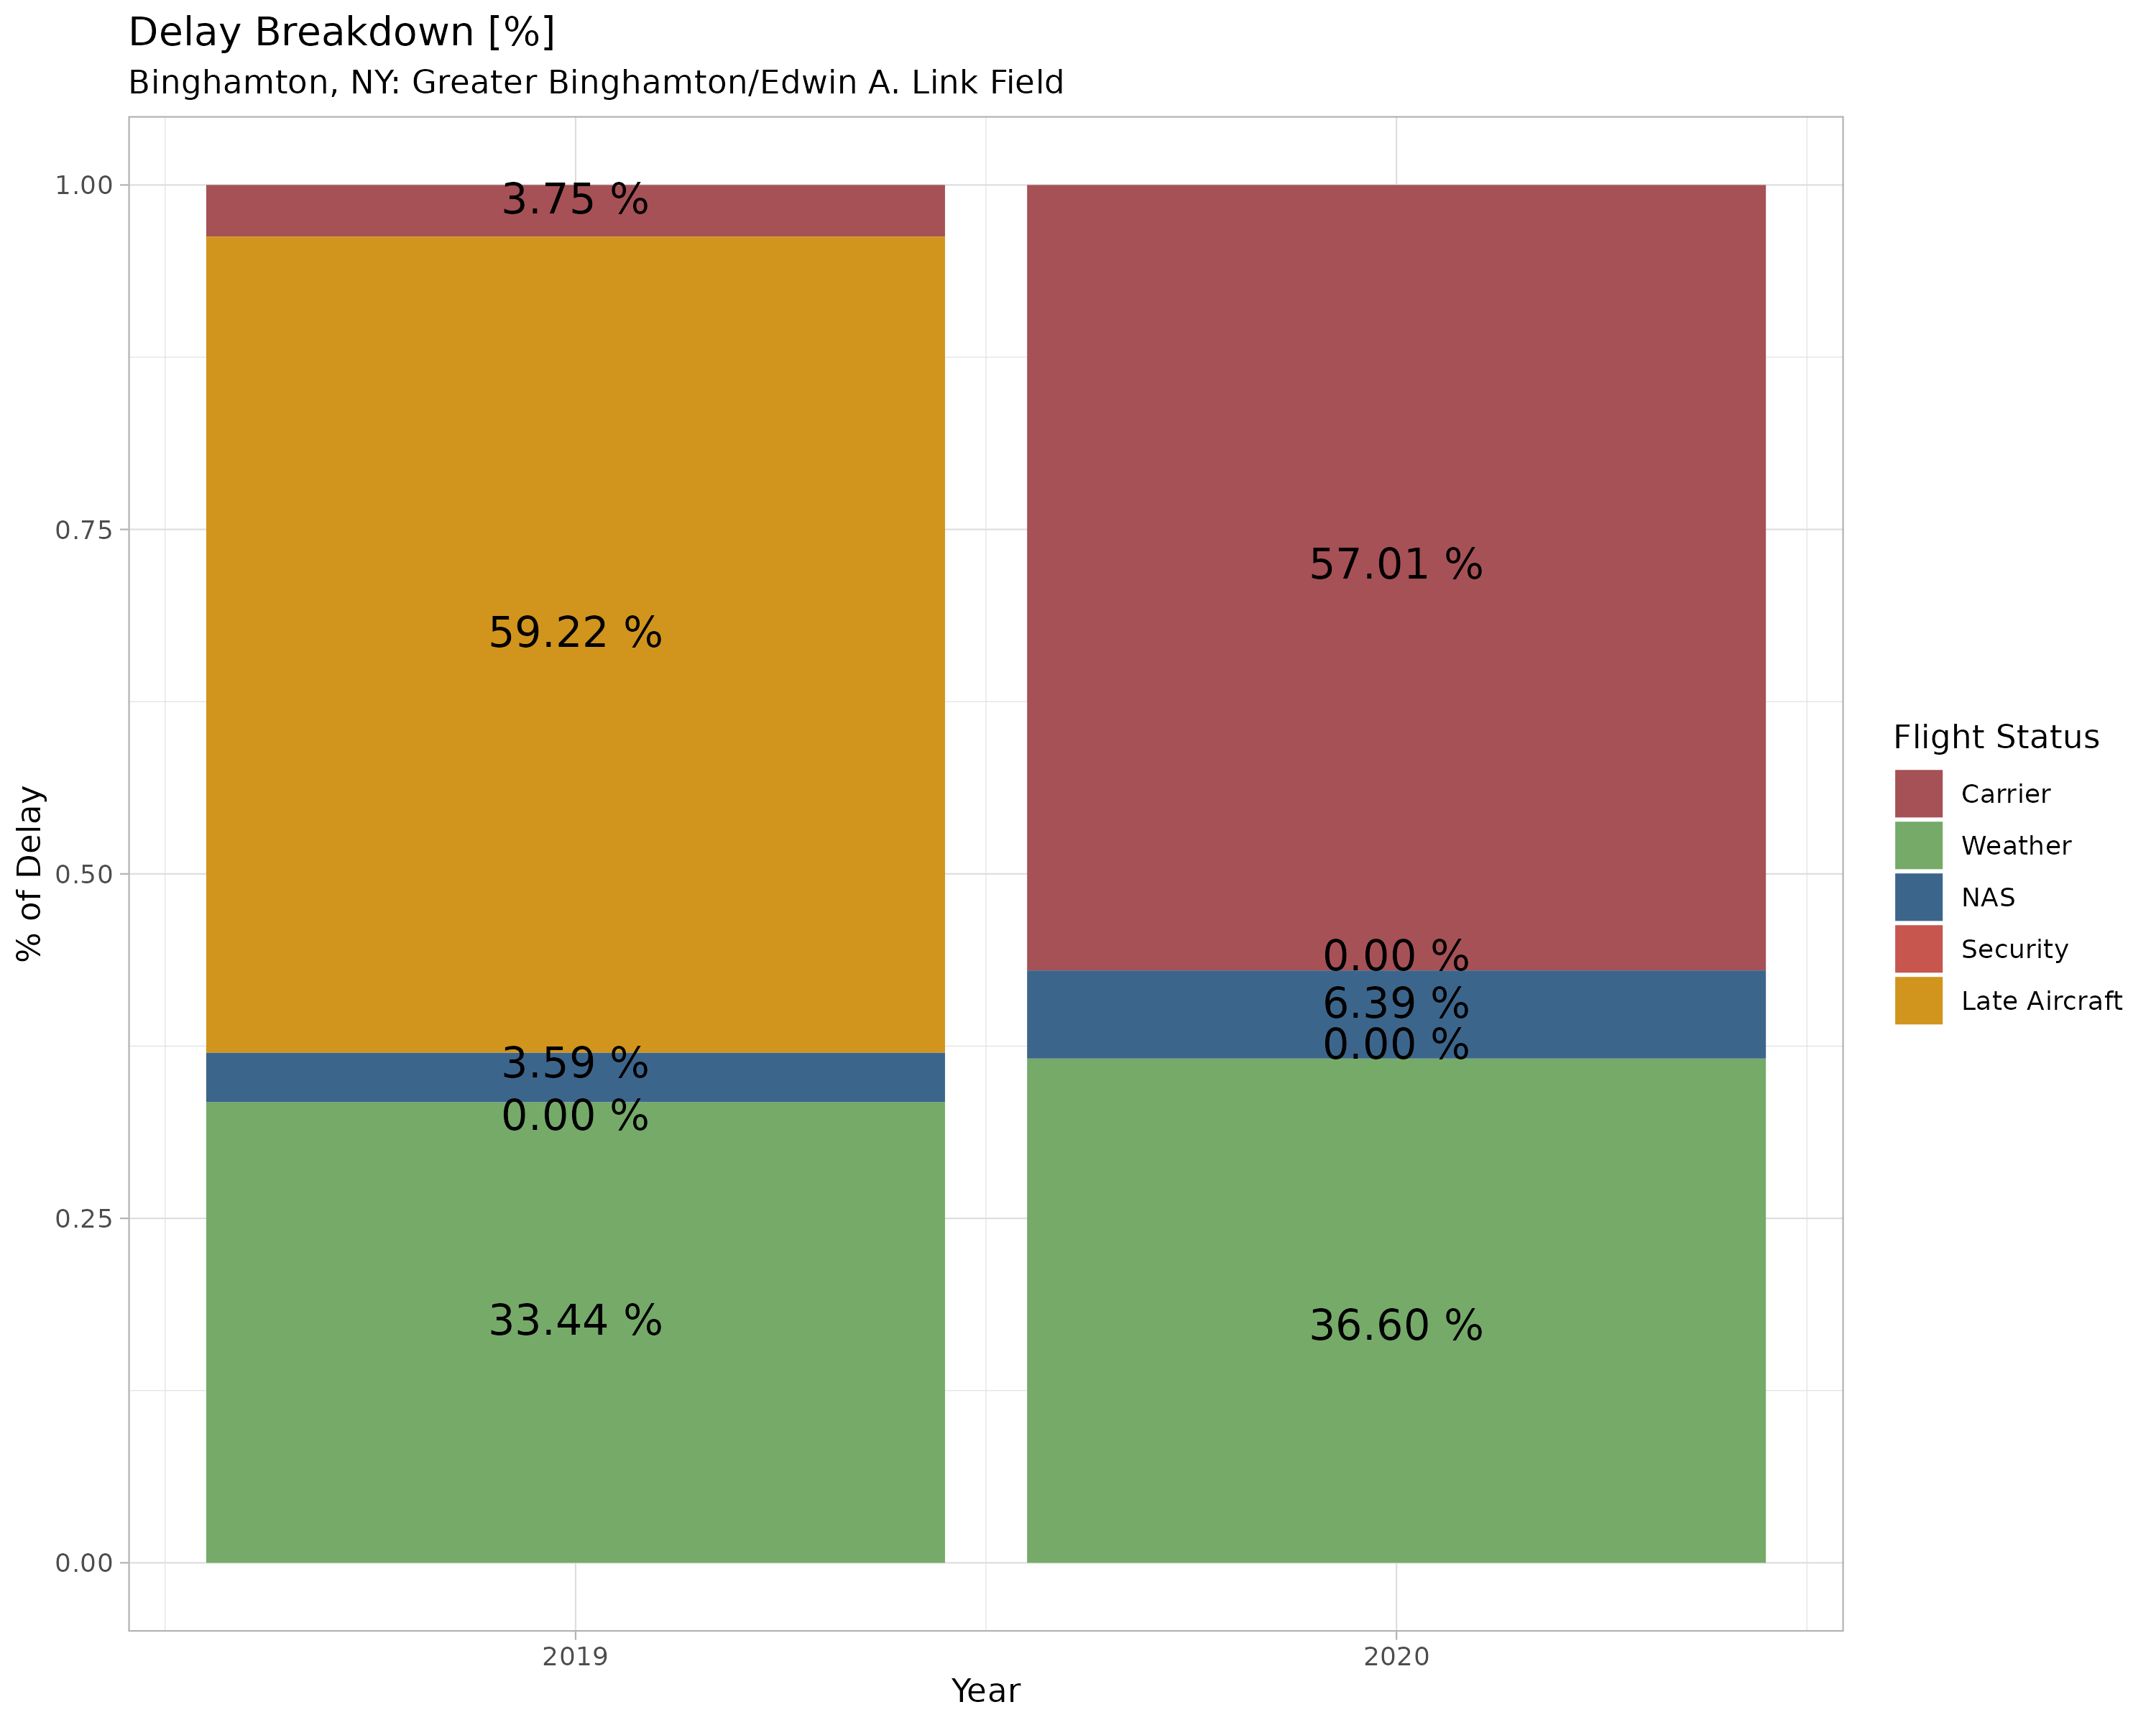 Delay Breakdown [%]
Binghamton, NY: Greater Binghamton/Edwin A. Link Field
% of Delay
1.00
0.75
0.50
0.25
0.00
3.75 %
59.22 %
3.59 %
0.00 %
33.44 %
57.01 %
0.00 %
6.39 %
0.00 %
36.60 %
2019
2020
Year
Flight Status
Carrier
Weather
NAS
Security
Late Aircraft